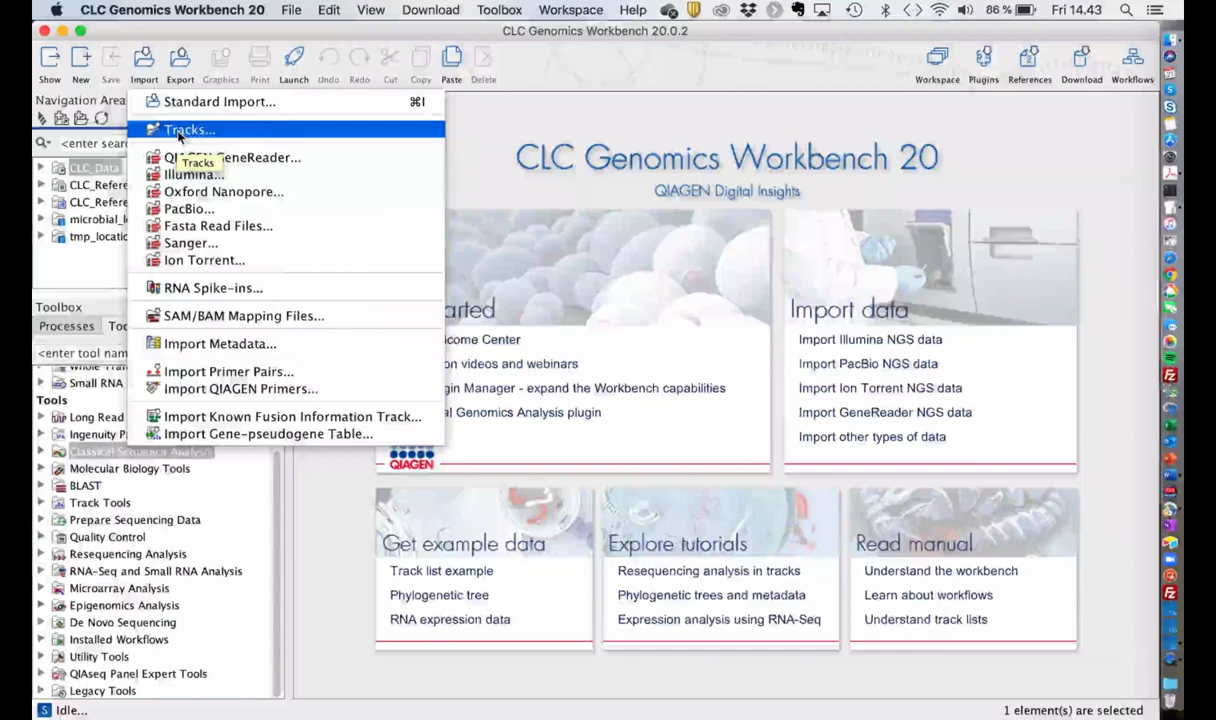 CLC Genomics Workbench 20 File Edit View Download Toolbox Workspace Help 86 % Fri 14.43
CLC Genomics Workbench 20.0.2
Show New Save Import Export Graphics Print Launch Undo Redo Cut Copy Paste Delete Workspace Plugins References Download Workflows
Navigation Area
<enter sear
CLC_Data
CLC_Refere
CLC_Refere
microbial_l
tmp_locatio
Standard Import... ⌘I
Tracks...
Tracks
QIAGEN GeneReader...
Illumina...
Oxford Nanopore...
PacBio...
Fasta Read Files...
Sanger...
Ion Torrent...
RNA Spike-ins...
SAM/BAM Mapping Files...
Import Metadata...
Import Primer Pairs...
Import QIAGEN Primers...
Import Known Fusion Information Track...
Import Gene-pseudogene Table...
Toolbox
Processes Too
<enter tool nam
Small RNA
Tools
Long Read
Ingenuity P
Classical Sequence Analysis
Molecular Biology Tools
BLAST
Track Tools
Prepare Sequencing Data
Quality Control
Resequencing Analysis
RNA-Seq and Small RNA Analysis
Microarray Analysis
Epigenomics Analysis
De Novo Sequencing
Installed Workflows
Utility Tools
QIAseq Panel Expert Tools
Legacy Tools
CLC Genomics Workbench 20
QIAGEN Digital Insights
arted
come Center
on videos and webinars
gin Manager - expand the Workbench capabilities
al Genomics Analysis plugin
QIAGEN
Import data
Import Illumina NGS data
Import PacBio NGS data
Import Ion Torrent NGS data
Import GeneReader NGS data
Import other types of data
Get example data
Track list example
Phylogenetic tree
RNA expression data
Explore tutorials
Resequencing analysis in tracks
Phylogenetic trees and metadata
Expression analysis using RNA-Seq
Read manual
Understand the workbench
Learn about workflows
Understand track lists
Idle... 1 element(s) are selected